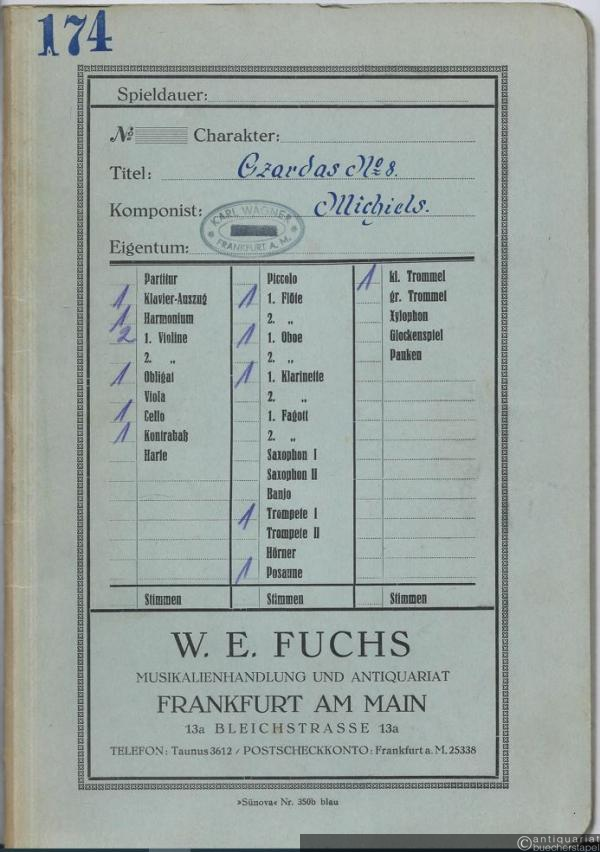 174
Spieldauer:
№ Charakter:
Titel: Czardas No 8.
Komponist: Michiels.
KARL WAGNER
FRANKFURT A. M.
Eigentum:
Partitur
1 Klavier-Auszug
1 Harmonium
2 1. Violine
2. „
1 Obligat
Viola
1 Cello
1 Kontrabaß
Harfe
Stimmen
Piccolo
1 1. Flöte
2. „
1 1. Oboe
2. „
1 1. Klarinette
2. „
1. Fagott
2. „
Saxophon I
Saxophon II
Banjo
1 Trompete I
Trompete II
Hörner
1 Posaune
Stimmen
1 kl. Trommel
gr. Trommel
Xylophon
Glockenspiel
Pauken
Stimmen
W. E. FUCHS
MUSIKALIENHANDLUNG UND ANTIQUARIAT
FRANKFURT AM MAIN
13a BLEICHSTRASSE 13a
TELEFON: Taunus 3612 / POSTSCHECKKONTO: Frankfurt a. M. 25338
»Sünova« Nr. 350b blau
antiquariat
buecherstapel